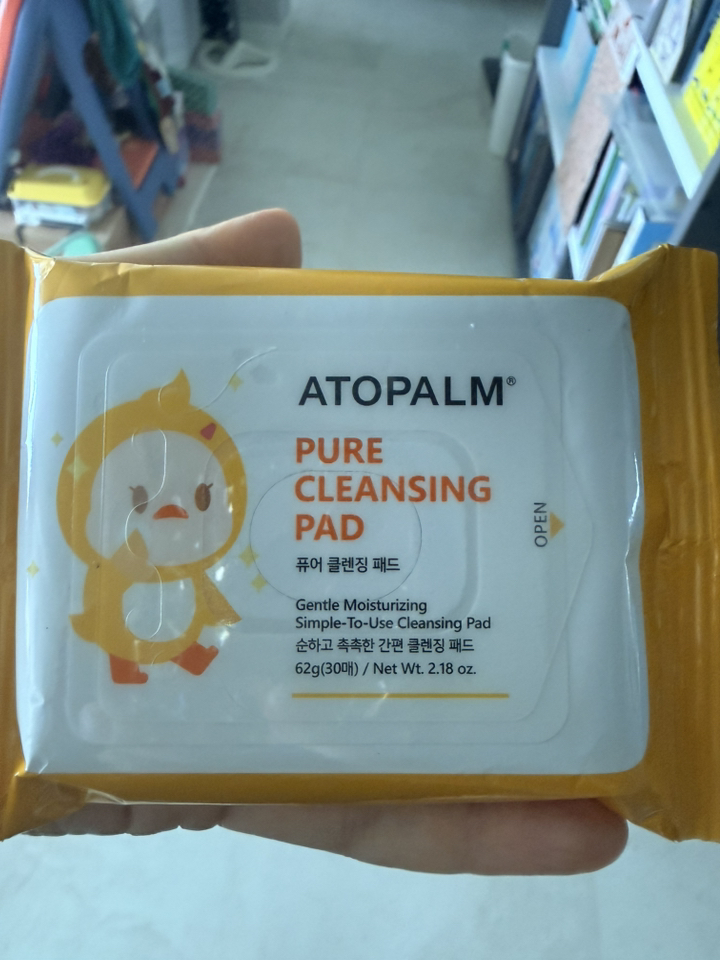 ATOPALM®
PURE
CLEANSING
PAD
퓨어 클렌징 패드
Gentle Moisturizing
Simple-To-Use Cleansing Pad
순하고 촉촉한 간편 클렌징 패드
62g(30매) / Net Wt. 2.18 oz.
OPEN